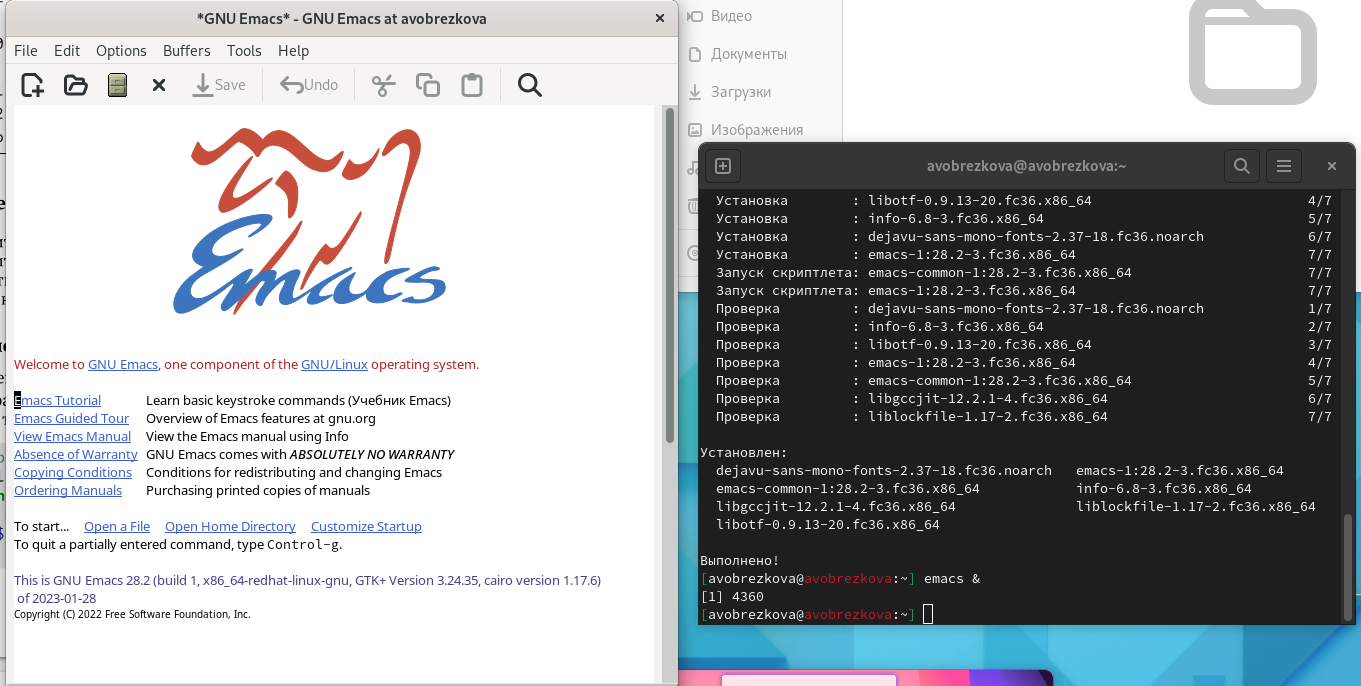 *GNU Emacs* - GNU Emacs at avobrezkova
File Edit Options Buffers Tools Help
Save Undo
Emacs
Welcome to GNU Emacs, one component of the GNU/Linux operating system.
Emacs Tutorial Learn basic keystroke commands (Учебник Emacs)
Emacs Guided Tour Overview of Emacs features at gnu.org
View Emacs Manual View the Emacs manual using Info
Absence of Warranty GNU Emacs comes with ABSOLUTELY NO WARRANTY
Copying Conditions Conditions for redistributing and changing Emacs
Ordering Manuals Purchasing printed copies of manuals
To start... Open a File Open Home Directory Customize Startup
To quit a partially entered command, type Control-g.
This is GNU Emacs 28.2 (build 1, x86_64-redhat-linux-gnu, GTK+ Version 3.24.35, cairo version 1.17.6)
of 2023-01-28
Copyright (C) 2022 Free Software Foundation, Inc.
Видео
Документы
Загрузки
Изображения
avobrezkova@avobrezkova:~
Установка : libotf-0.9.13-20.fc36.x86_64 4/7
Установка : info-6.8-3.fc36.x86_64 5/7
Установка : dejavu-sans-mono-fonts-2.37-18.fc36.noarch 6/7
Установка : emacs-1:28.2-3.fc36.x86_64 7/7
Запуск скриптлета: emacs-common-1:28.2-3.fc36.x86_64 7/7
Запуск скриптлета: emacs-1:28.2-3.fc36.x86_64 7/7
Проверка : dejavu-sans-mono-fonts-2.37-18.fc36.noarch 1/7
Проверка : info-6.8-3.fc36.x86_64 2/7
Проверка : libotf-0.9.13-20.fc36.x86_64 3/7
Проверка : emacs-1:28.2-3.fc36.x86_64 4/7
Проверка : emacs-common-1:28.2-3.fc36.x86_64 5/7
Проверка : libgccjit-12.2.1-4.fc36.x86_64 6/7
Проверка : liblockfile-1.17-2.fc36.x86_64 7/7
Установлен:
dejavu-sans-mono-fonts-2.37-18.fc36.noarch emacs-1:28.2-3.fc36.x86_64
emacs-common-1:28.2-3.fc36.x86_64 info-6.8-3.fc36.x86_64
libgccjit-12.2.1-4.fc36.x86_64 liblockfile-1.17-2.fc36.x86_64
libotf-0.9.13-20.fc36.x86_64
Выполнено!
[avobrezkova@avobrezkova:~] emacs &
[1] 4360
[avobrezkova@avobrezkova:~]